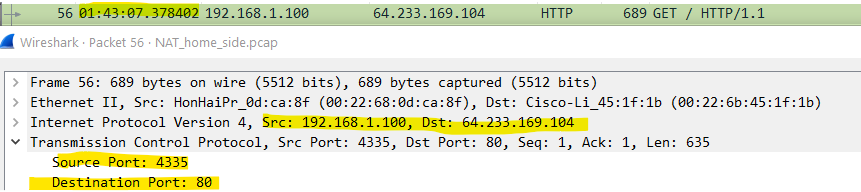 56 01:43:07.378402 192.168.1.100 64.233.169.104 HTTP 689 GET / HTTP/1.1
Wireshark · Packet 56 · NAT_home_side.pcap
> Frame 56: 689 bytes on wire (5512 bits), 689 bytes captured (5512 bits)
> Ethernet II, Src: HonHaiPr_0d:ca:8f (00:22:68:0d:ca:8f), Dst: Cisco-Li_45:1f:1b (00:22:6b:45:1f:1b)
> Internet Protocol Version 4, Src: 192.168.1.100, Dst: 64.233.169.104
Transmission Control Protocol, Src Port: 4335, Dst Port: 80, Seq: 1, Ack: 1, Len: 635
Source Port: 4335
Destination Port: 80